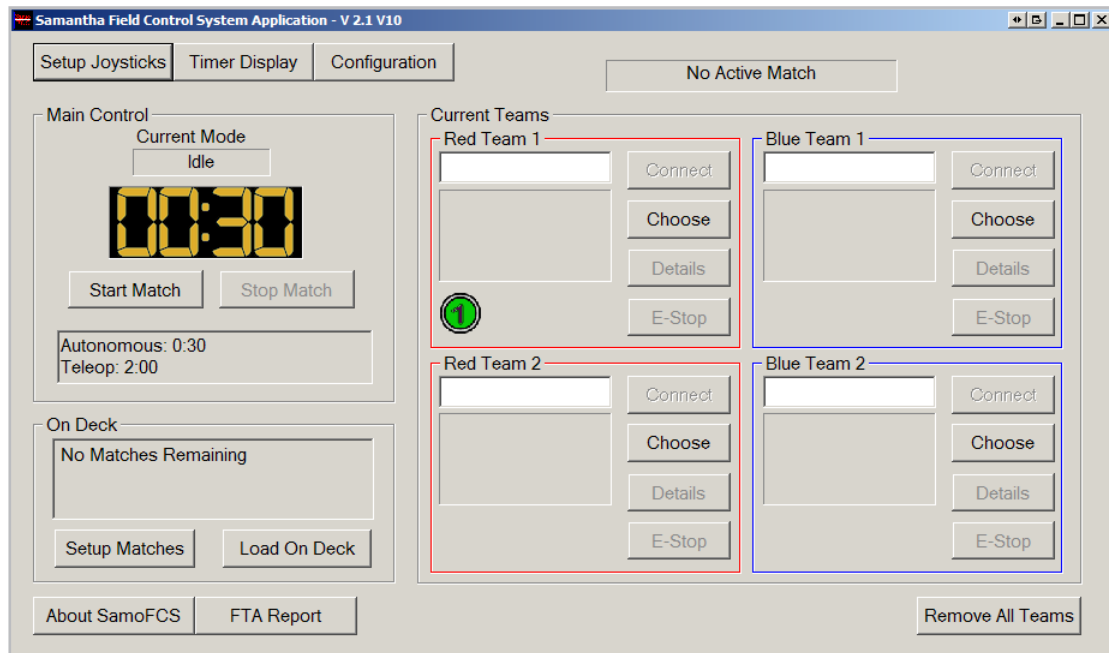 Samantha Field Control System Application - V 2.1 V10
Setup Joysticks
Timer Display
Configuration
No Active Match
Main Control
Current Mode
Idle
00:30
Start Match
Stop Match
Autonomous: 0:30
Teleop: 2:00
On Deck
No Matches Remaining
Setup Matches
Load On Deck
Current Teams
Red Team 1
Connect
Choose
Details
E-Stop
1
Blue Team 1
Connect
Choose
Details
E-Stop
Red Team 2
Connect
Choose
Details
E-Stop
Blue Team 2
Connect
Choose
Details
E-Stop
About SamoFCS
FTA Report
Remove All Teams